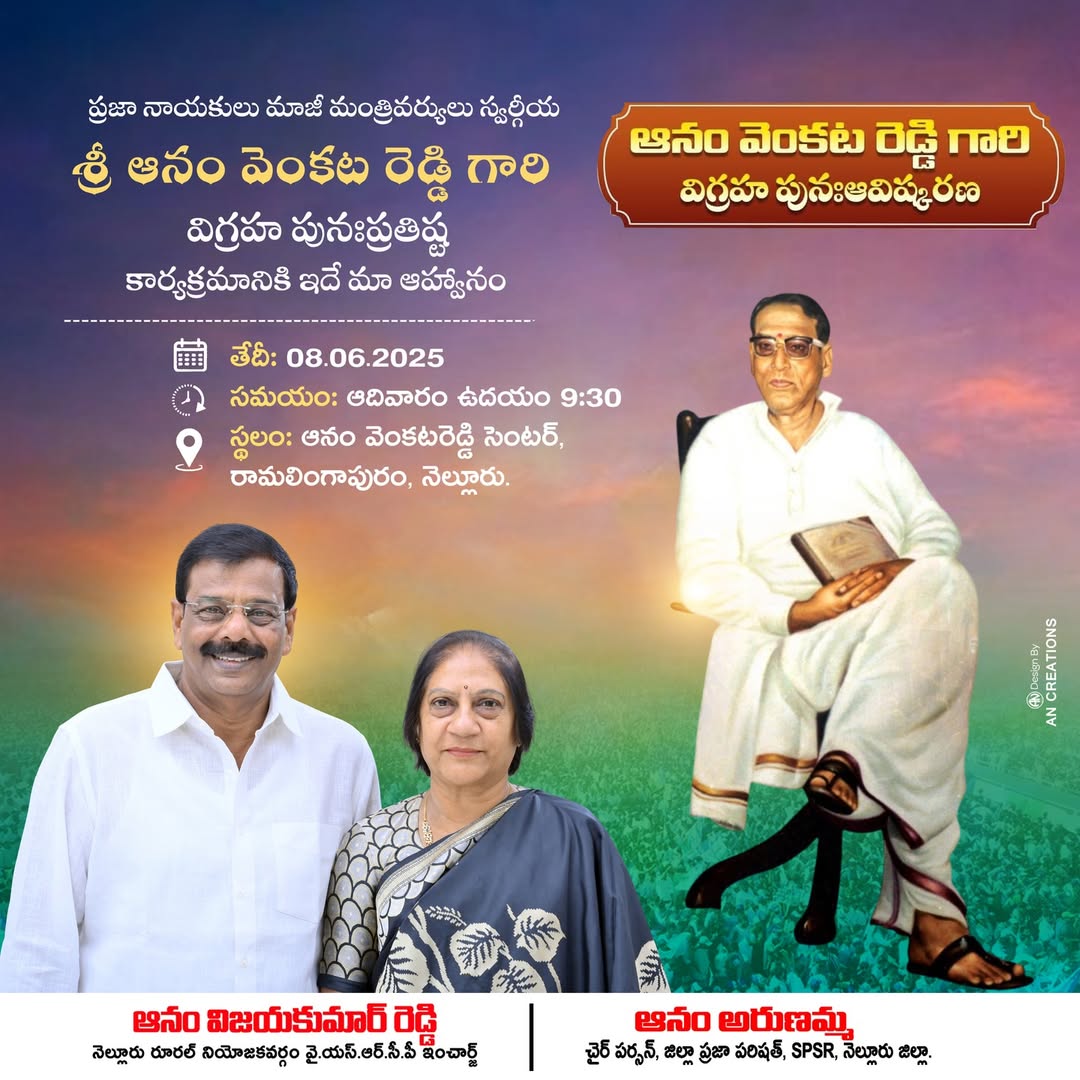 ప్రజా నాయకులు మాజీ మంత్రివర్యులు స్వర్గీయ
శ్రీ ఆనం వెంకట రెడ్డి గారి
విగ్రహ పునఃప్రతిష్ట
కార్యక్రమానికి ఇదే మా ఆహ్వానం
తేదీ: 08.06.2025
సమయం: ఆదివారం ఉదయం 9:30
స్థలం: ఆనం వెంకటరెడ్డి సెంటర్,
రామలింగాపురం, నెల్లూరు.
ఆనం వెంకట రెడ్డి గారి
విగ్రహ పునఃఆవిష్కరణ
Design By
AN CREATIONS
ఆనం విజయకుమార్ రెడ్డి
నెల్లూరు రూరల్ నియోజకవర్గం వై.యస్.ఆర్.సి.పీ ఇంచార్జ్
ఆనం అరుణమ్మ
చైర్ పర్సన్, జిల్లా ప్రజా పరిషత్, SPSR, నెల్లూరు జిల్లా.